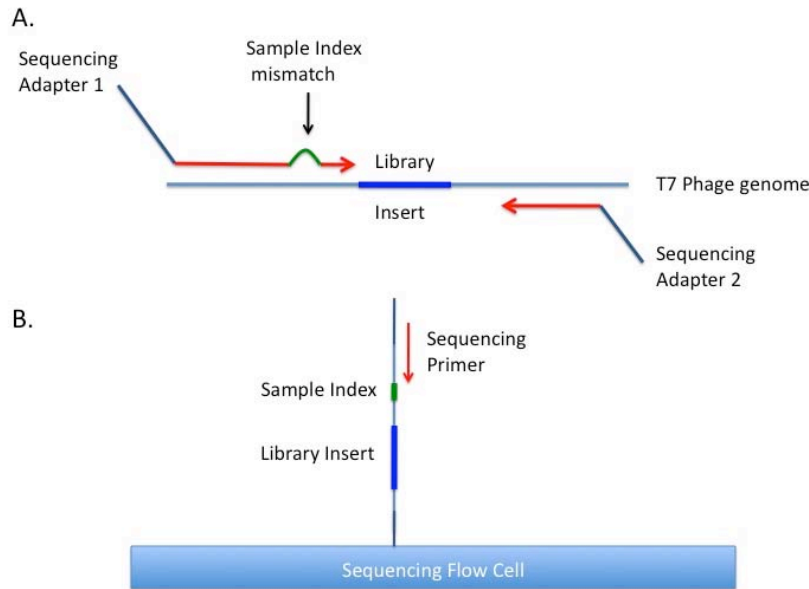 A.
Sequencing
Adapter 1
Sample Index
mismatch
Library
Insert
T7 Phage genome
Sequencing
Adapter 2
B.
Sequencing
Primer
Sample Index
Library Insert
Sequencing Flow Cell